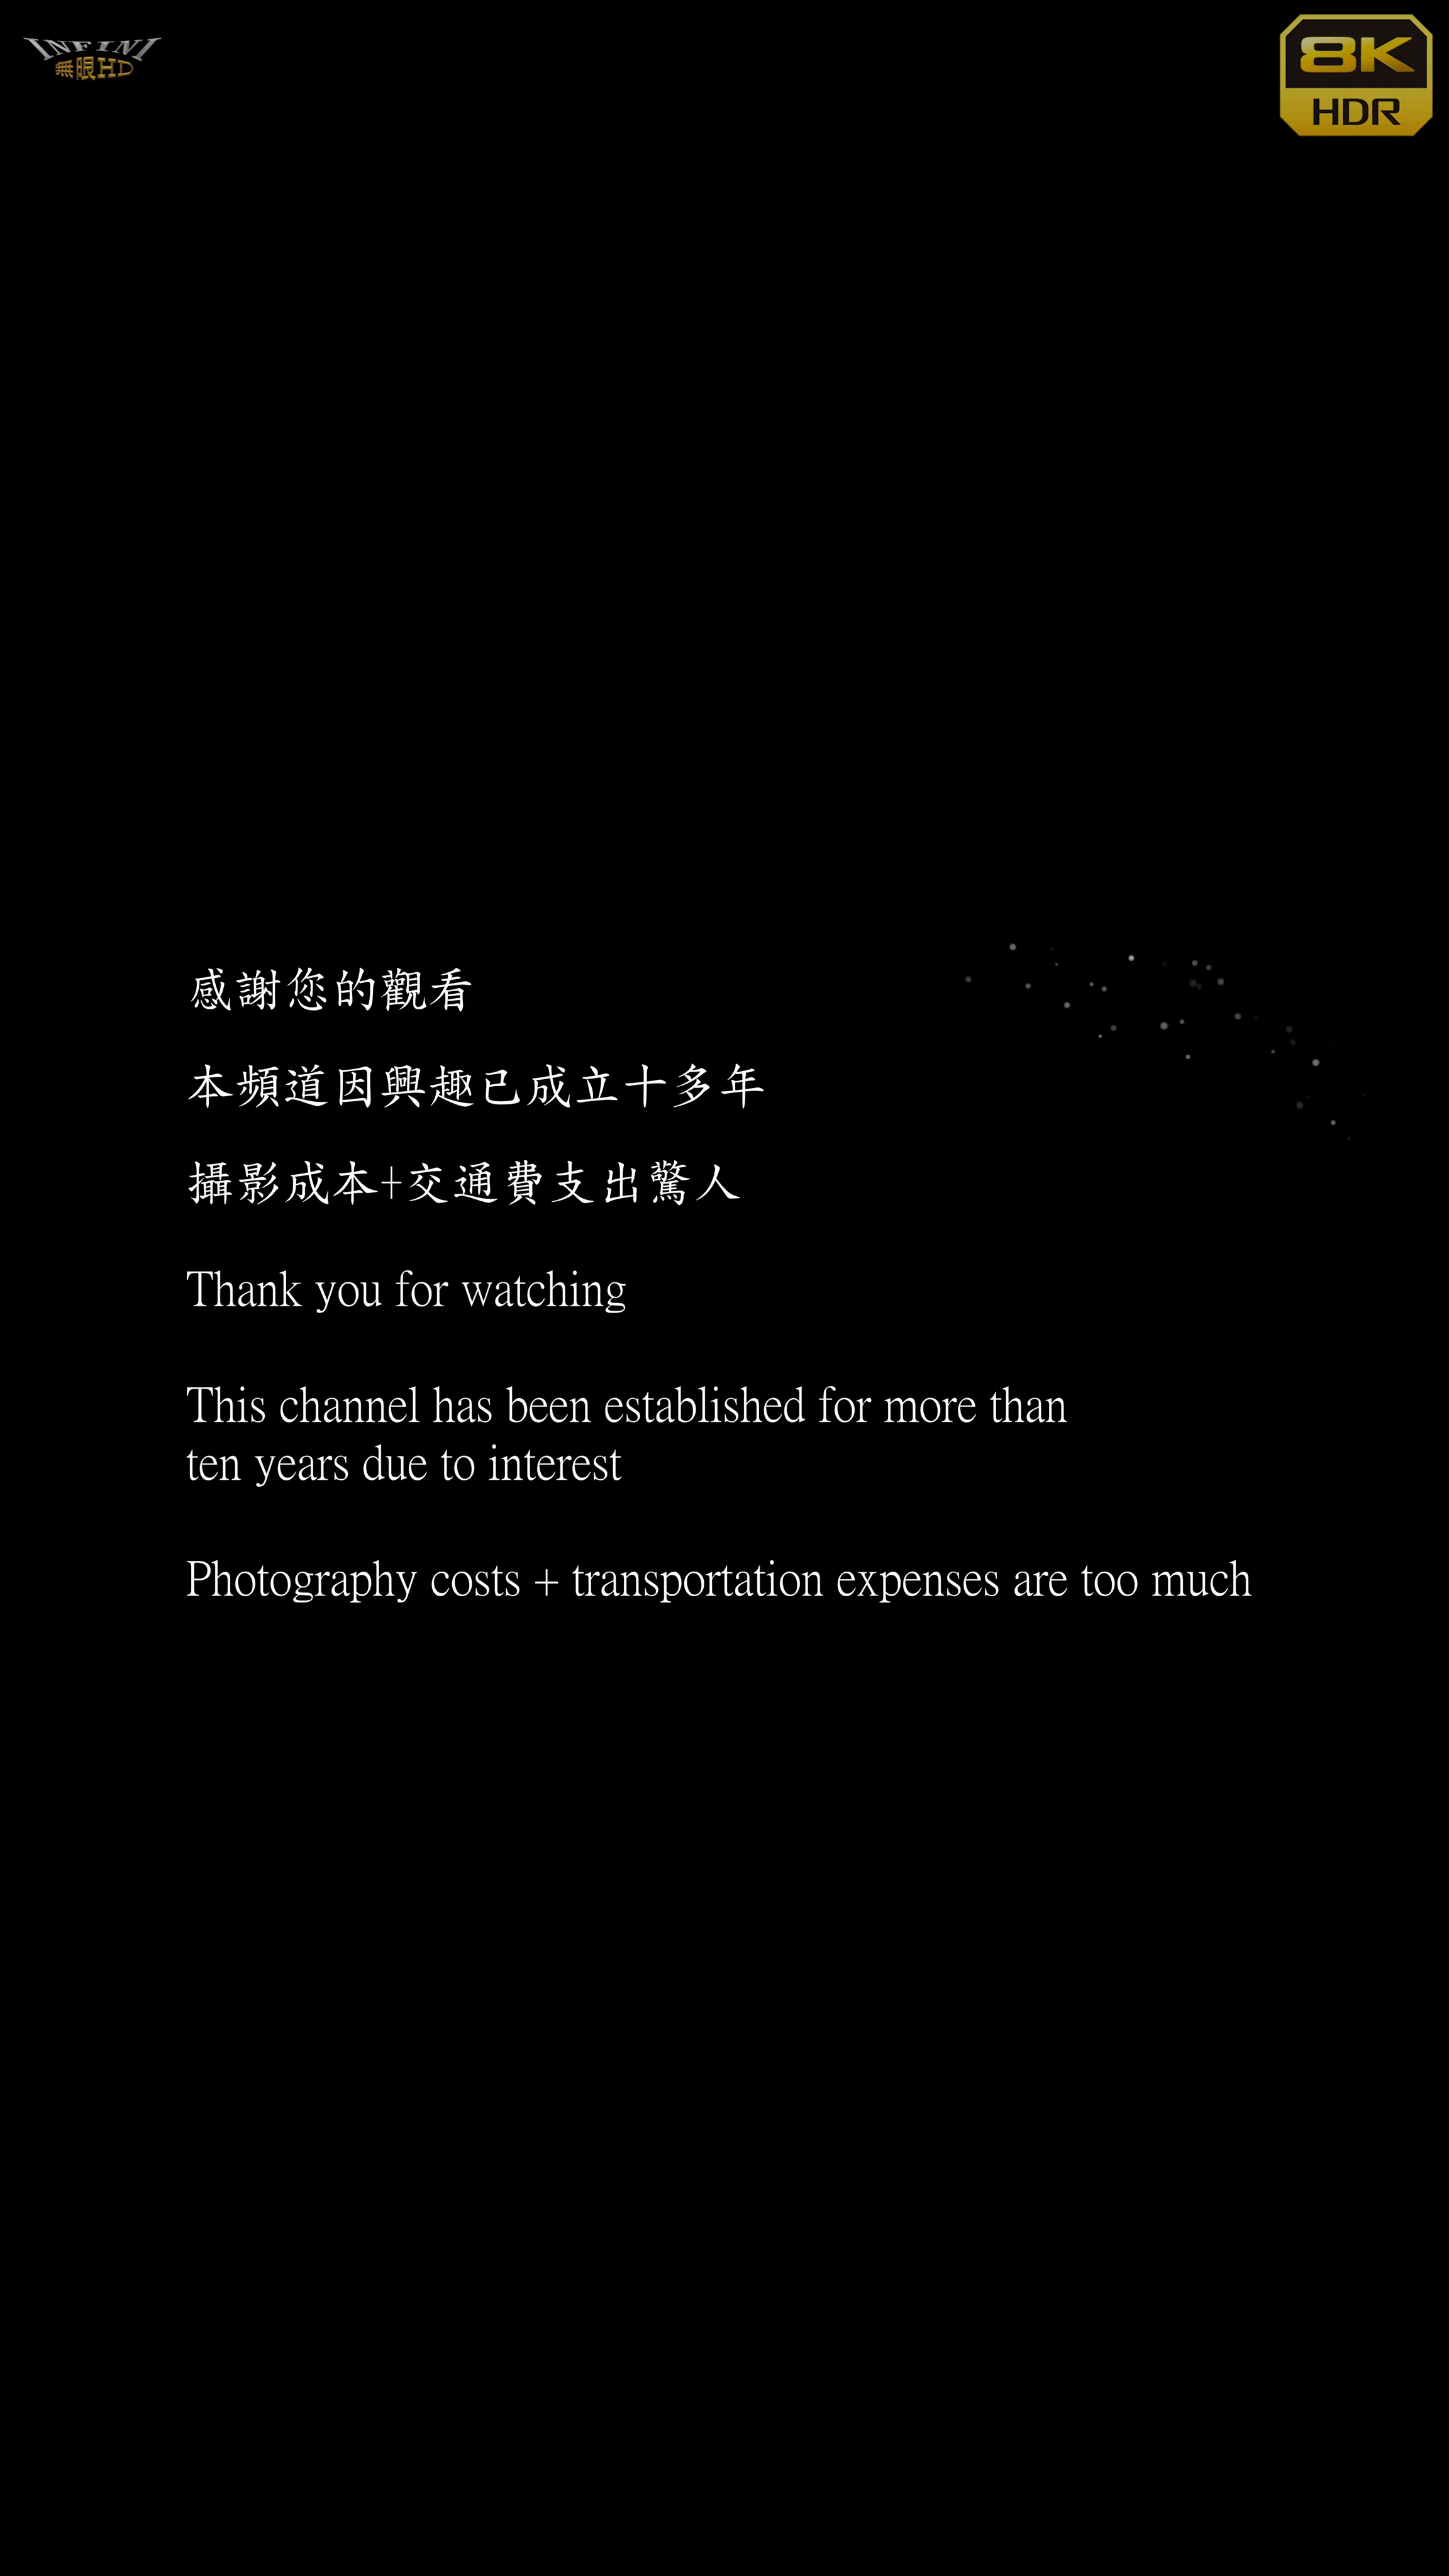 INFINI
無限HD
8K
HDR
感謝您的觀看
本頻道因興趣已成立十多年
攝影成本+交通費支出驚人
Thank you for watching
This channel has been established for more than
ten years due to interest
Photography costs + transportation expenses are too much